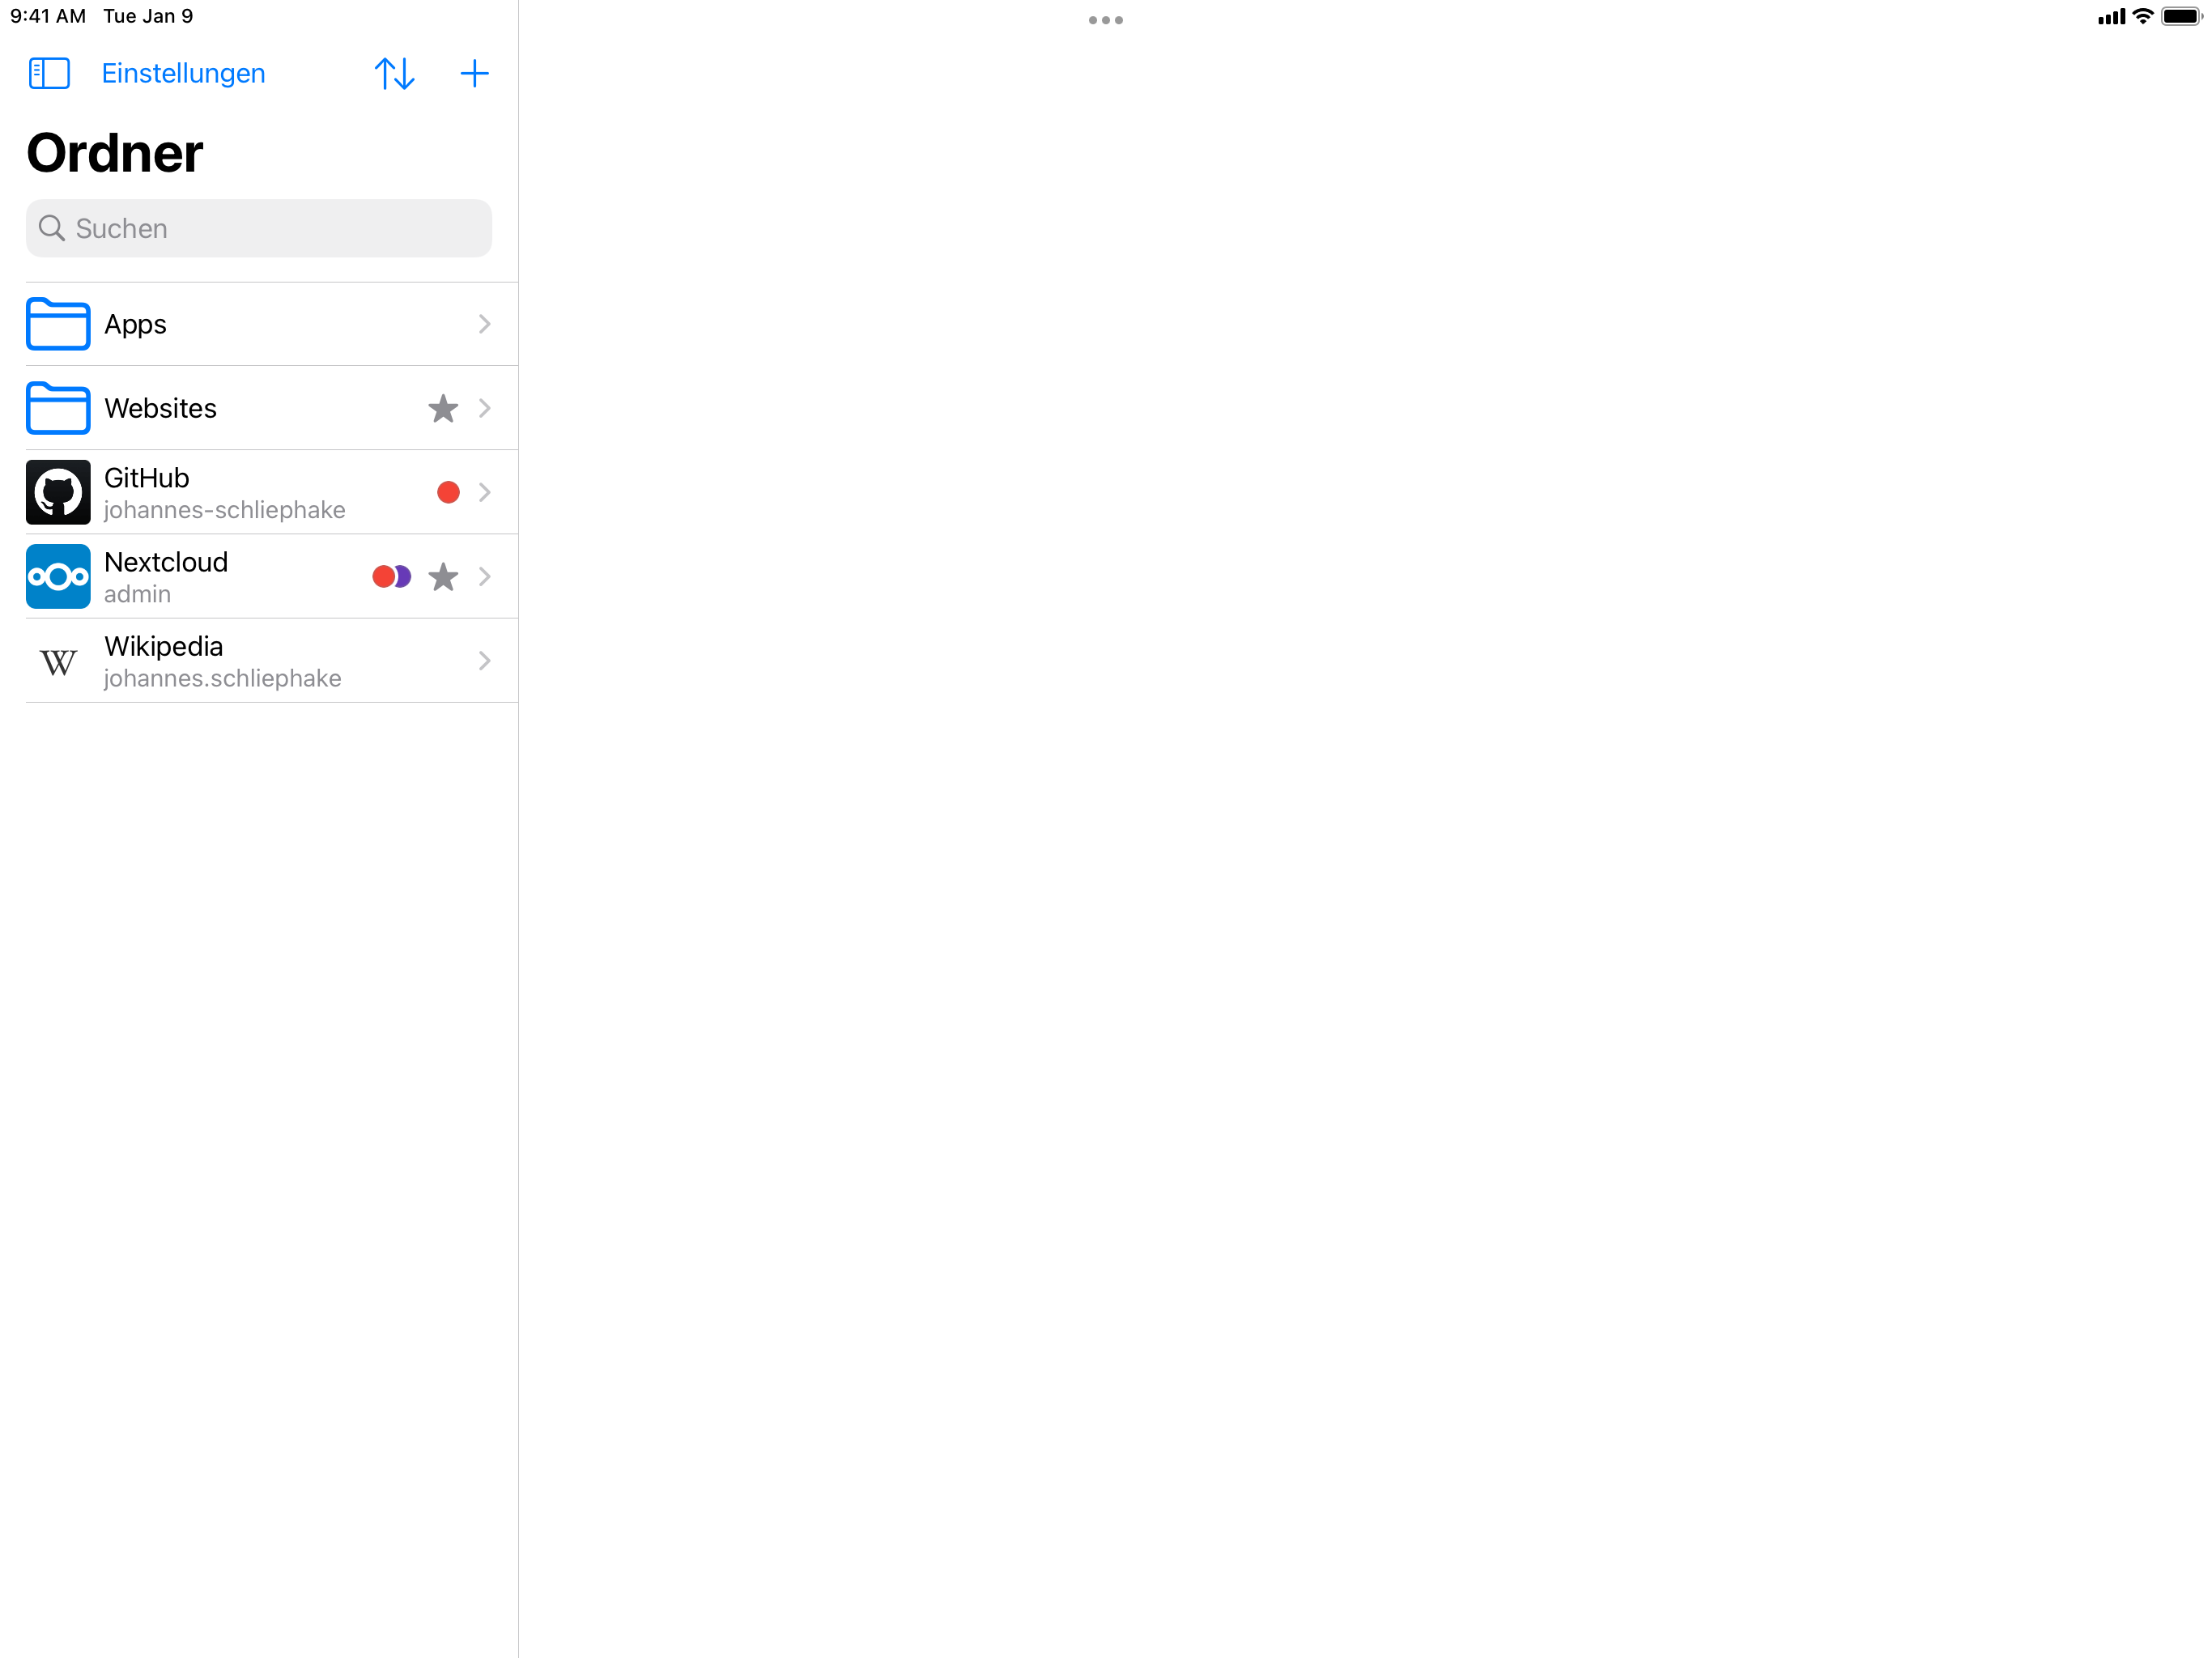 9:41 AM Tue Jan 9
Einstellungen
Ordner
Suchen
Apps
Websites
GitHub
johannes-schliephake
Nextcloud
admin
W
Wikipedia
johannes.schliephake